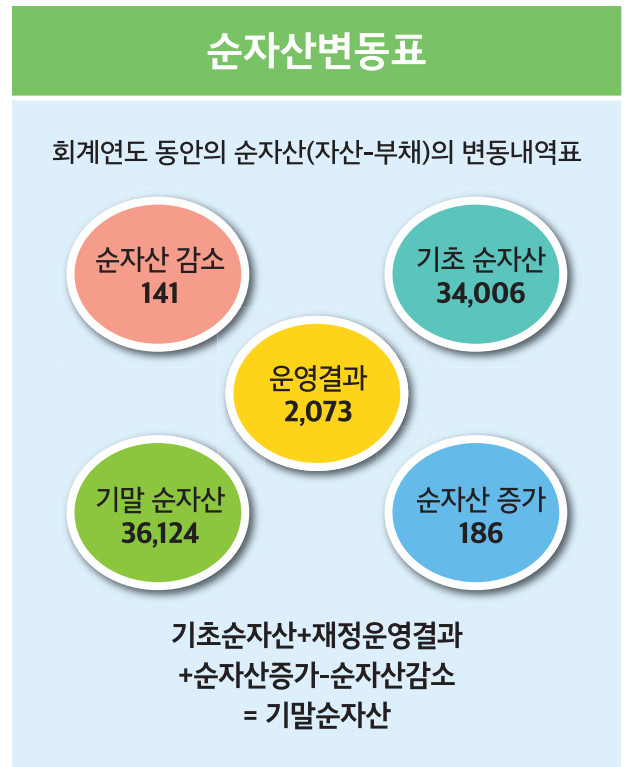 순자산변동표
회계연도 동안의 순자산(자산-부채)의 변동내역표
순자산 감소
141
기초 순자산
34,006
운영결과
2,073
기말 순자산
36,124
순자산 증가
186
기초순자산+재정운영결과
+순자산증가-순자산감소
= 기말순자산